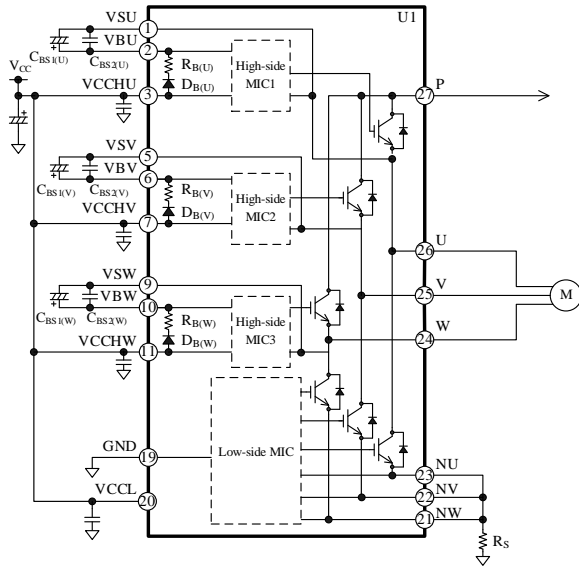 U1
VSU
1
CBS1(U)
VBU
2
CBS2(U)
VCC
RB(U)
DB(U)
High-side
MIC1
VCCHU
3
P
27
VSV
5
VBV
6
CBS1(V)
CBS2(V)
RB(V)
DB(V)
High-side
MIC2
VCCHV
7
U
26
V
25
M
W
24
VSW
9
VBW
10
CBS1(W)
CBS2(W)
RB(W)
DB(W)
High-side
MIC3
VCCHW
11
Low-side MIC
GND
19
VCCL
20
NU
23
NV
22
NW
21
RS